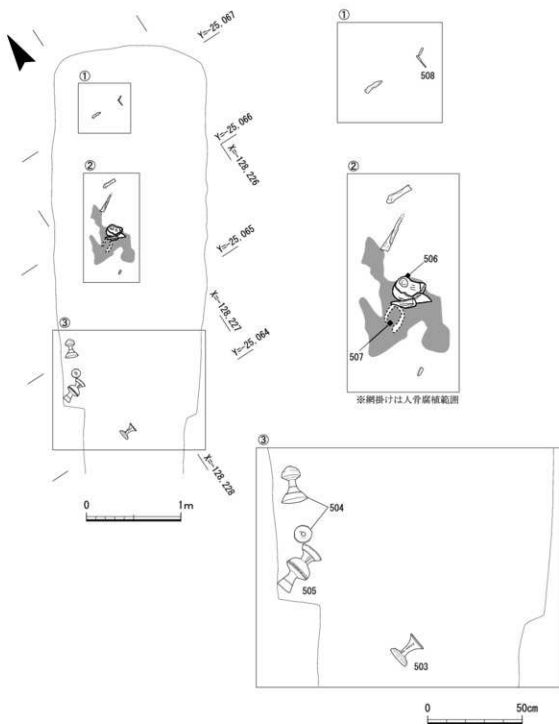 ①
Y=-25,067
①
508
Y=-25,066
X=-128,226
②
②
Y=-25,065
506
507
X=-128,227
Y=-25,064
③
※網掛けは人骨腐植範囲
X=-128,228
0 1m
③
504
505
503
0 50cm